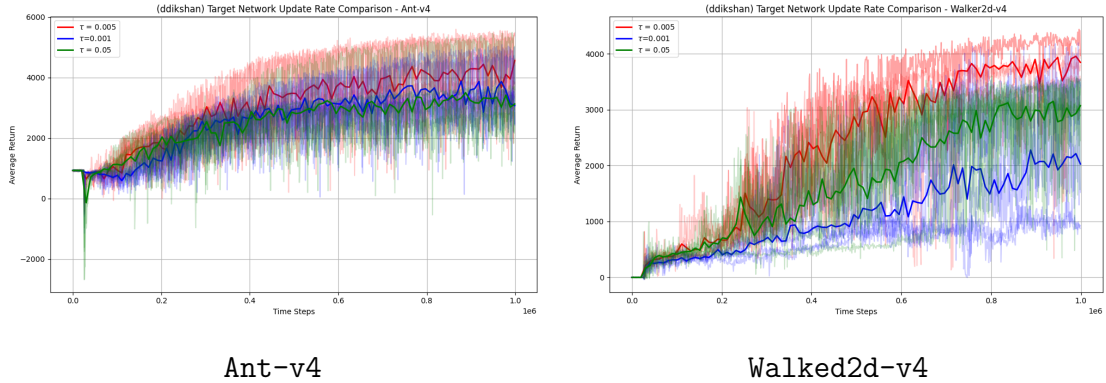 (ddikshan) Target Network Update Rate Comparison - Ant-v4
6000
4000
2000
0
−2000
Average Return
τ = 0.005
τ=0.001
τ = 0.05
0.0 0.2 0.4 0.6 0.8 1.0
1e6
Time Steps
(ddikshan) Target Network Update Rate Comparison - Walker2d-v4
4000
3000
2000
1000
0
Average Return
τ = 0.005
τ=0.001
τ = 0.05
0.0 0.2 0.4 0.6 0.8 1.0
1e6
Time Steps
Ant-v4
Walked2d-v4